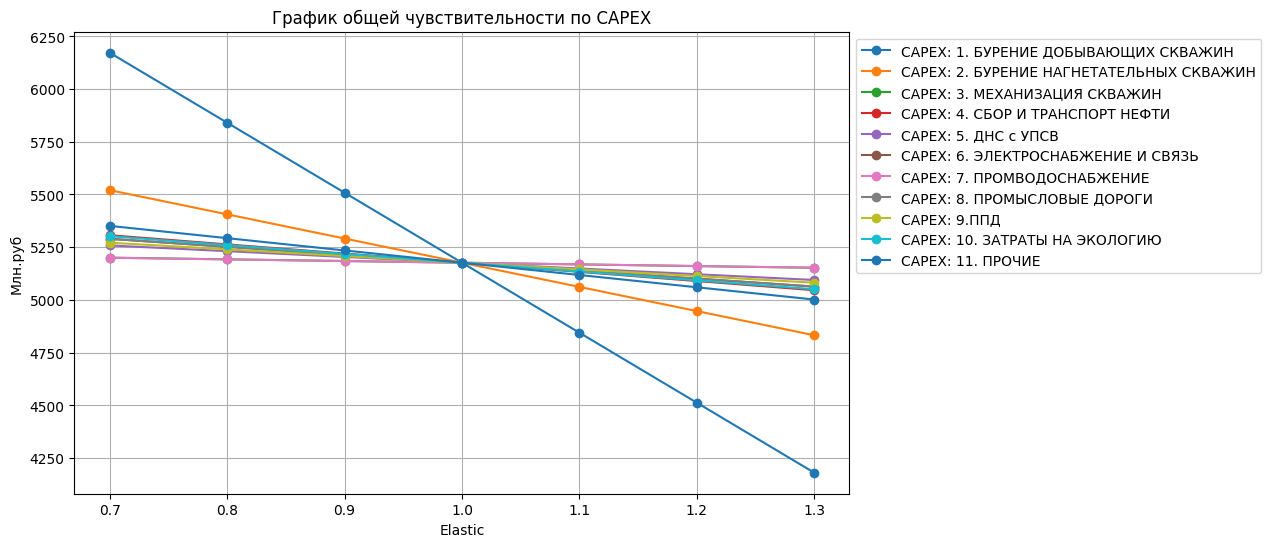 График общей чувствительности по CAPEX
6250
6000
5750
5500
5250
5000
4750
4500
4250
Млн.руб
0.7 0.8 0.9 1.0 1.1 1.2 1.3
Elastic
CAPEX: 1. БУРЕНИЕ ДОБЫВАЮЩИХ СКВАЖИН
CAPEX: 2. БУРЕНИЕ НАГНЕТАТЕЛЬНЫХ СКВАЖИН
CAPEX: 3. МЕХАНИЗАЦИЯ СКВАЖИН
CAPEX: 4. СБОР И ТРАНСПОРТ НЕФТИ
CAPEX: 5. ДНС с УПСВ
CAPEX: 6. ЭЛЕКТРОСНАБЖЕНИЕ И СВЯЗЬ
CAPEX: 7. ПРОМВОДОСНАБЖЕНИЕ
CAPEX: 8. ПРОМЫСЛОВЫЕ ДОРОГИ
CAPEX: 9.ППД
CAPEX: 10. ЗАТРАТЫ НА ЭКОЛОГИЮ
CAPEX: 11. ПРОЧИЕ